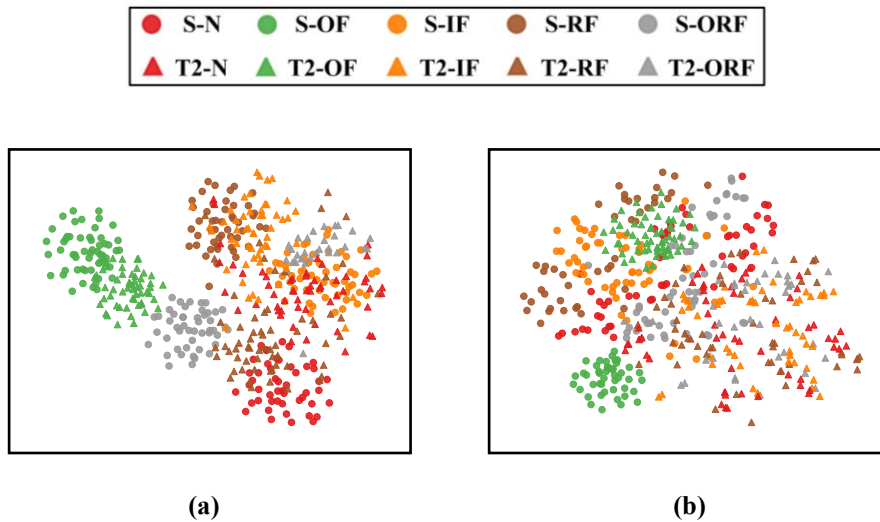 S-N S-OF S-IF S-RF S-ORF
T2-N T2-OF T2-IF T2-RF T2-ORF
(a) (b)